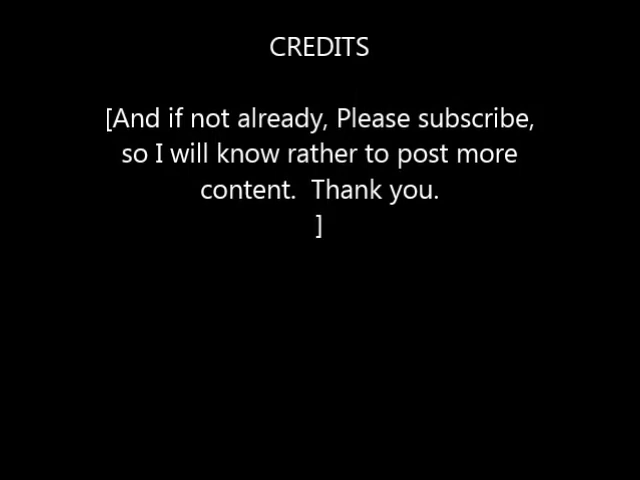 CREDITS
[And if not already, Please subscribe,
so I will know rather to post more
content.  Thank you.
]